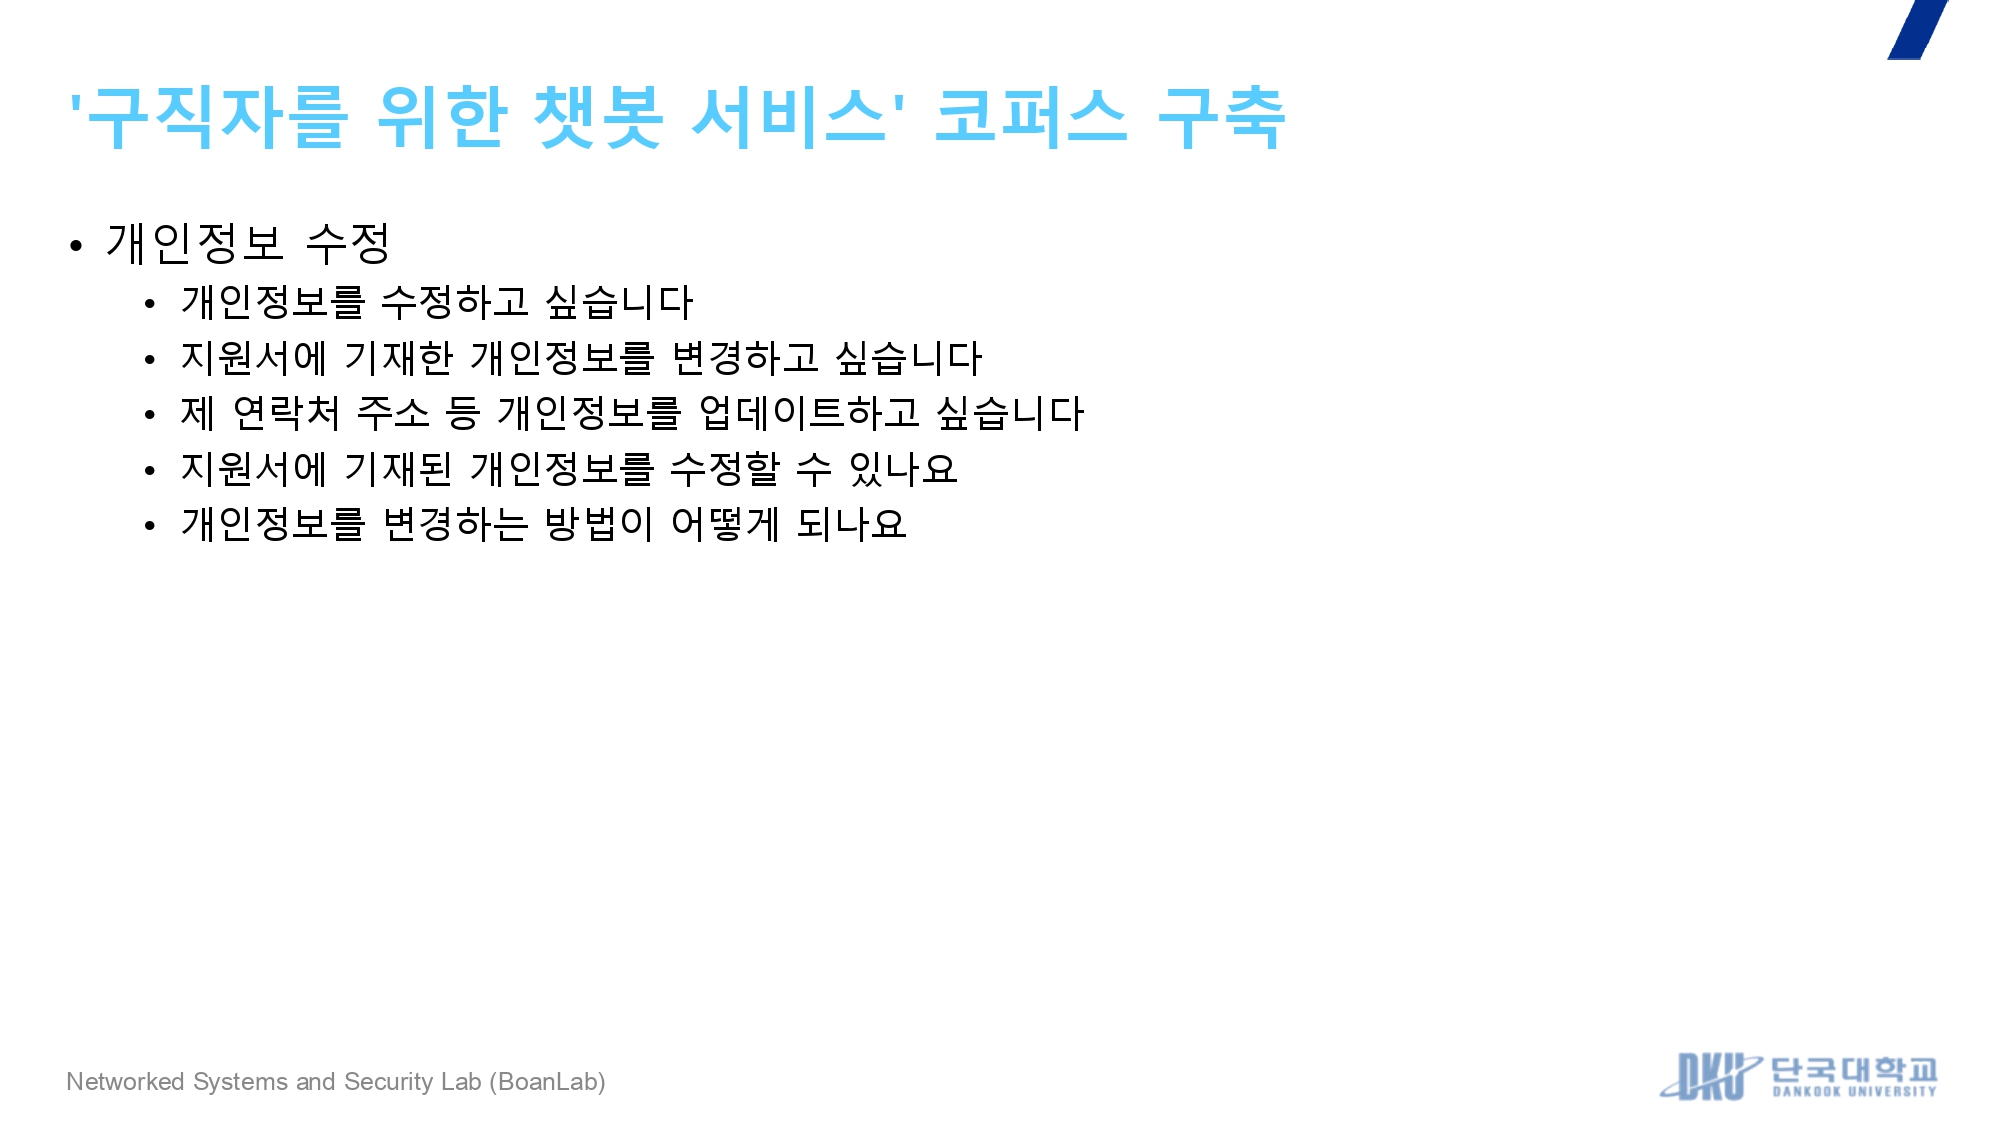 '구직자를 위한 챗봇 서비스' 코퍼스 구축
• 개인정보 수정
• 개인정보를 수정하고 싶습니다
• 지원서에 기재한 개인정보를 변경하고 싶습니다
• 제 연락처 주소 등 개인정보를 업데이트하고 싶습니다
• 지원서에 기재된 개인정보를 수정할 수 있나요
• 개인정보를 변경하는 방법이 어떻게 되나요
Networked Systems and Security Lab (BoanLab)
DKU 단국대학교
DANKOOK UNIVERSITY